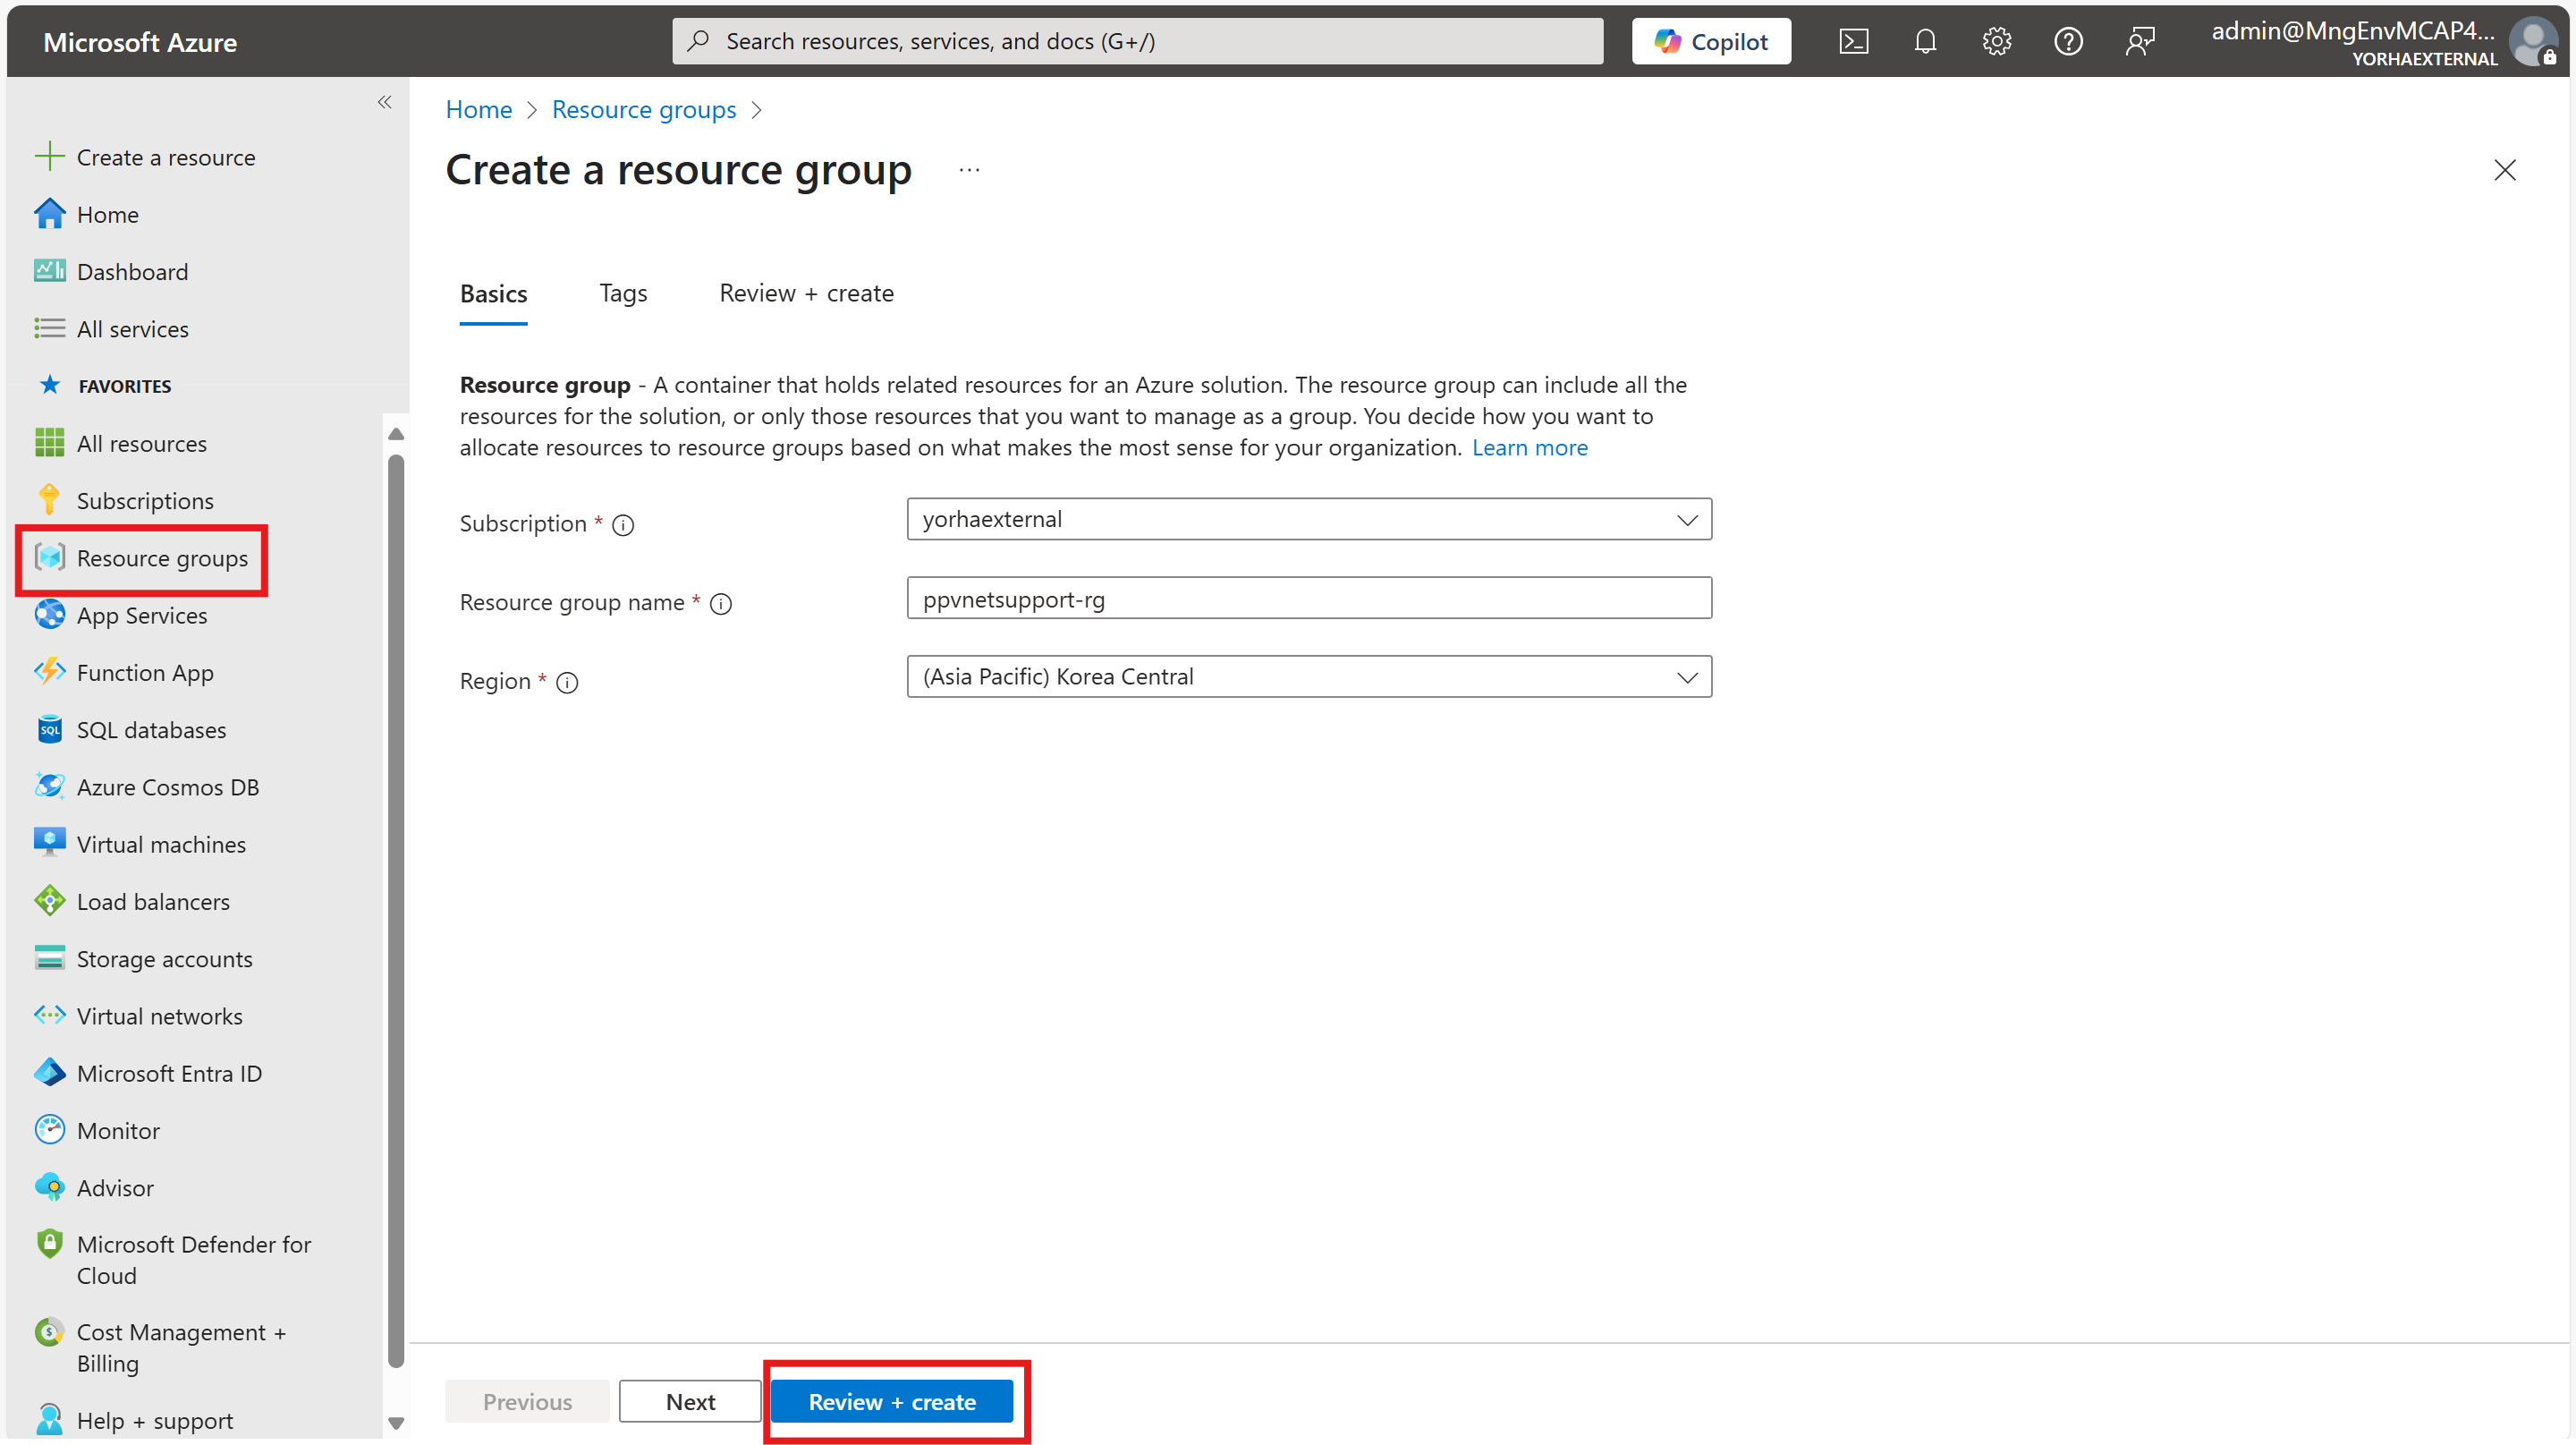 Microsoft Azure
Search resources, services, and docs (G+/)
Copilot
admin@MngEnvMCAP4...
YORHAEXTERNAL
Create a resource
Home
Dashboard
All services
FAVORITES
All resources
Subscriptions
Resource groups
App Services
Function App
SQL
SQL databases
Azure Cosmos DB
Virtual machines
Load balancers
Storage accounts
Virtual networks
Microsoft Entra ID
Monitor
Advisor
Microsoft Defender for
Cloud
Cost Management +
Billing
Help + support
Home > Resource groups >
Create a resource group ...
Basics
Tags
Review + create
Resource group - A container that holds related resources for an Azure solution. The resource group can include all the
resources for the solution, or only those resources that you want to manage as a group. You decide how you want to
allocate resources to resource groups based on what makes the most sense for your organization. Learn more
Subscription *
yorhaexternal
Resource group name *
ppvnetsupport-rg
Region *
(Asia Pacific) Korea Central
Previous
Next
Review + create